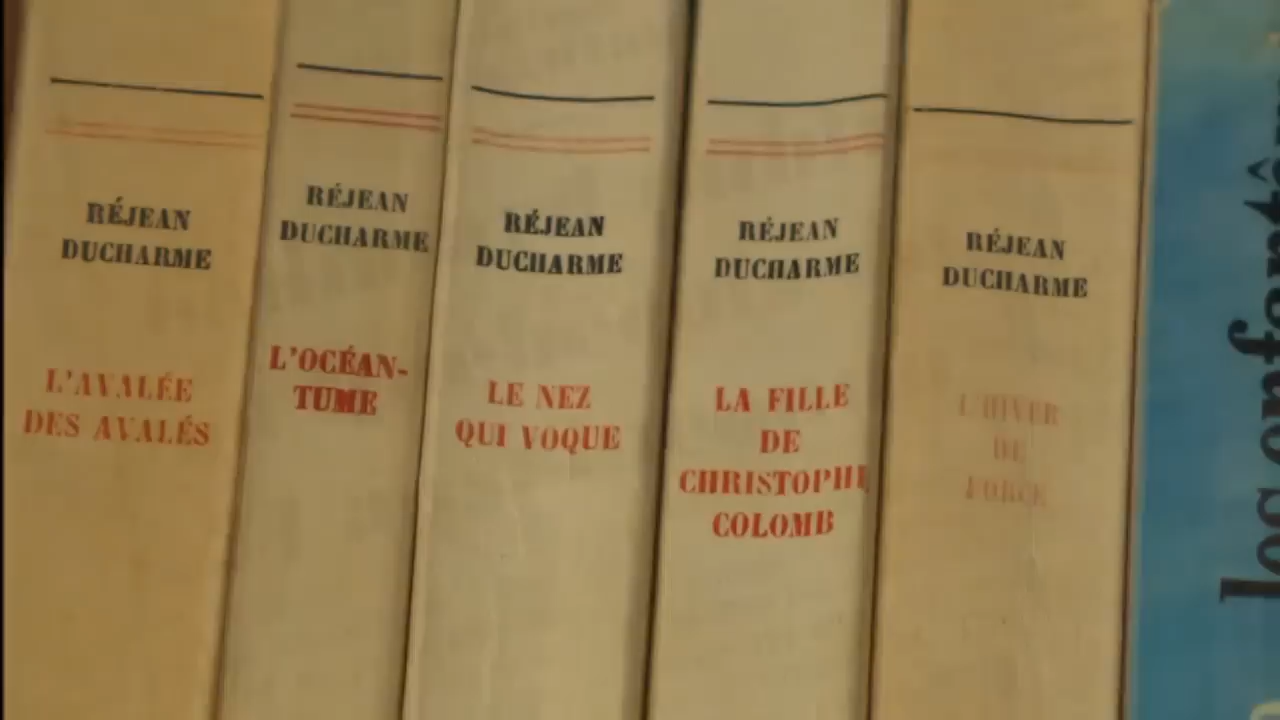 RÉJEAN
DUCHARME
L'AVALÉE
DES AVALÉS
RÉJEAN
DUCHARME
L'OCÉAN-
TUME
RÉJEAN
DUCHARME
LE NEZ
QUI VOQUE
RÉJEAN
DUCHARME
LA FILLE
DE
CHRISTOPHE
COLOMB
RÉJEAN
DUCHARME
L'HIVER
DE
FORCE
les